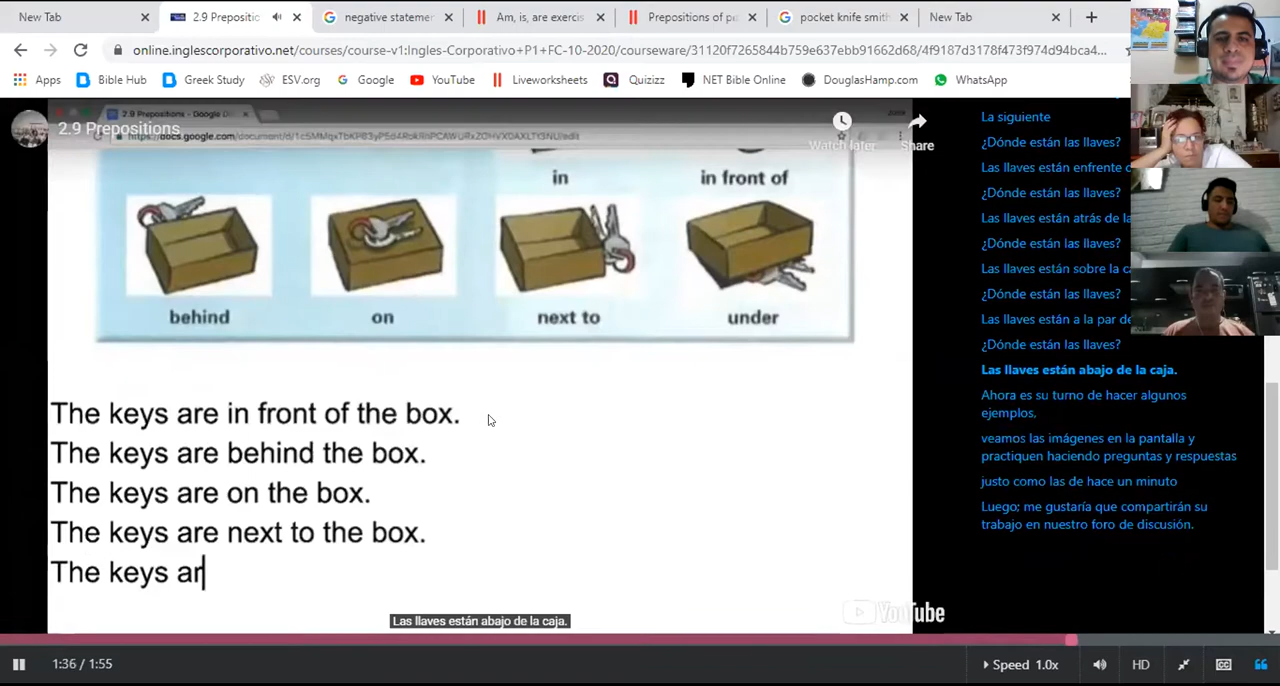 New Tab
2.9 Prepositic
negative statemer
Am, is, are exercis
Prepositions of p
pocket knife smith
New Tab
online.inglescorporativo.net/courses/course-v1:Ingles-Corporativo+P1+FC-10-2020/courseware/31120f7265844b759e637ebb91662d68/4f9187d3178f473f974d94bca4...
Apps
Bible Hub
Greek Study
ESV.org
Google
YouTube
Liveworksheets
Quizizz
NET Bible Online
DouglasHamp.com
WhatsApp
2.9 Prepositions - Google D
2.9 Prepositions
Watch later
Share
in
in front of
behind
on
next to
under
The keys are in front of the box.
The keys are behind the box.
The keys are on the box.
The keys are next to the box.
The keys ar
Las llaves están abajo de la caja.
YouTube
La siguiente
¿Dónde están las llaves?
Las llaves están enfrente
¿Dónde están las llaves?
Las llaves están atrás de la
¿Dónde están las llaves?
Las llaves están sobre la c
¿Dónde están las llaves?
Las llaves están a la par de
¿Dónde están las llaves?
Las llaves están abajo de la caja.
Ahora es su turno de hacer algunos
ejemplos,
veamos las imágenes en la pantalla y
practiquen haciendo preguntas y respuestas
justo como las de hace un minuto
Luego; me gustaría que compartirán su
trabajo en nuestro foro de discusión.
1:36 / 1:55
Speed 1.0x
HD
CC